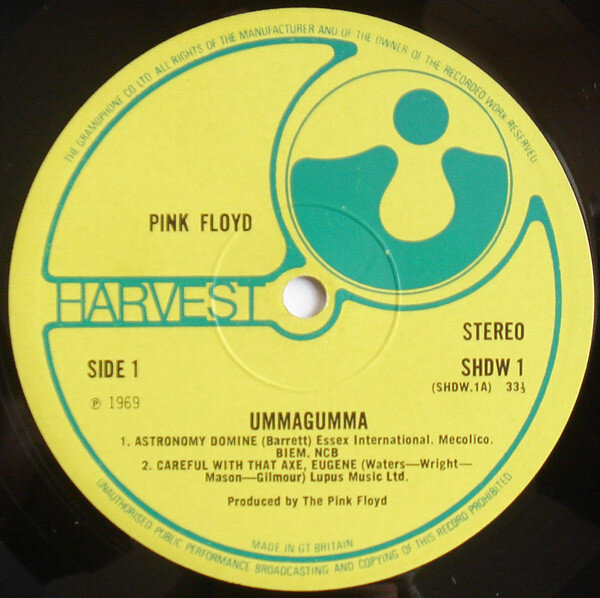 THE GRAMOPHONE CO LTD. ALL RIGHTS OF THE MANUFACTURER AND OF THE OWNER OF THE RECORDED WORK RESERVED
PINK FLOYD
HARVEST
STEREO
SIDE 1
SHDW 1
(SHDW.1A) 33⅓
℗ 1969
UMMAGUMMA
1. ASTRONOMY DOMINE (Barrett) Essex International. Mecolico.
BIEM. NCB
2. CAREFUL WITH THAT AXE, EUGENE (Waters—Wright—
Mason—Gilmour) Lupus Music Ltd.
Produced by The Pink Floyd
MADE IN GT BRITAIN
UNAUTHORISED PUBLIC PERFORMANCE BROADCASTING AND COPYING OF THIS RECORD PROHIBITED